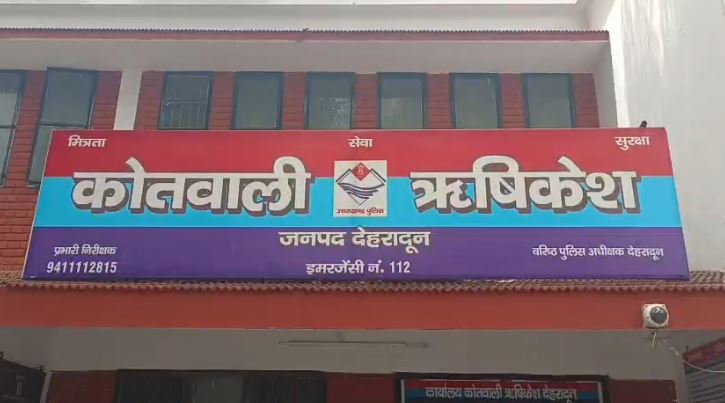 मित्रता सेवा सुरक्षा
कोतवाली ऋषिकेश
उत्तराखण्ड पुलिस
जनपद देहरादून
प्रभारी निरीक्षक वरिष्ठ पुलिस अधीक्षक देहरादून
9411112815 इमरजेंसी नं. 112
कार्यालय कोतवाली ऋषिकेश देहरादून